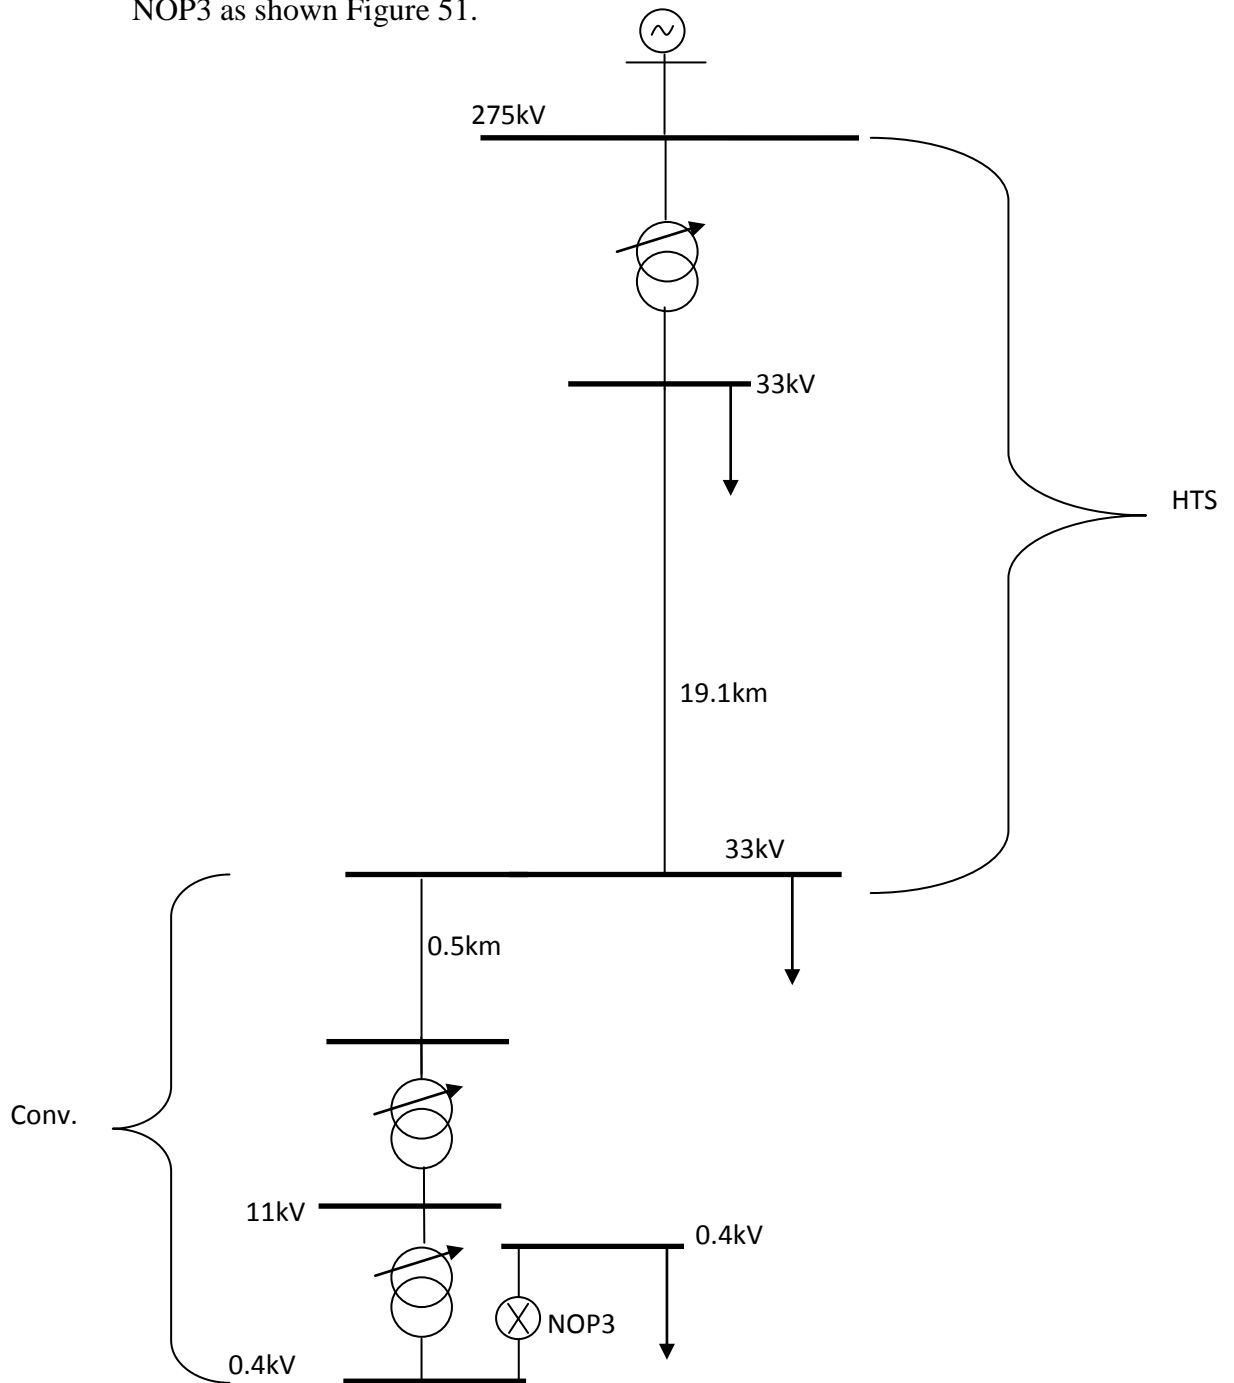 NOP3 as shown Figure 51.
275kV
33kV
HTS
19.1km
33kV
0.5km
Conv.
11kV
0.4kV
NOP3
0.4kV